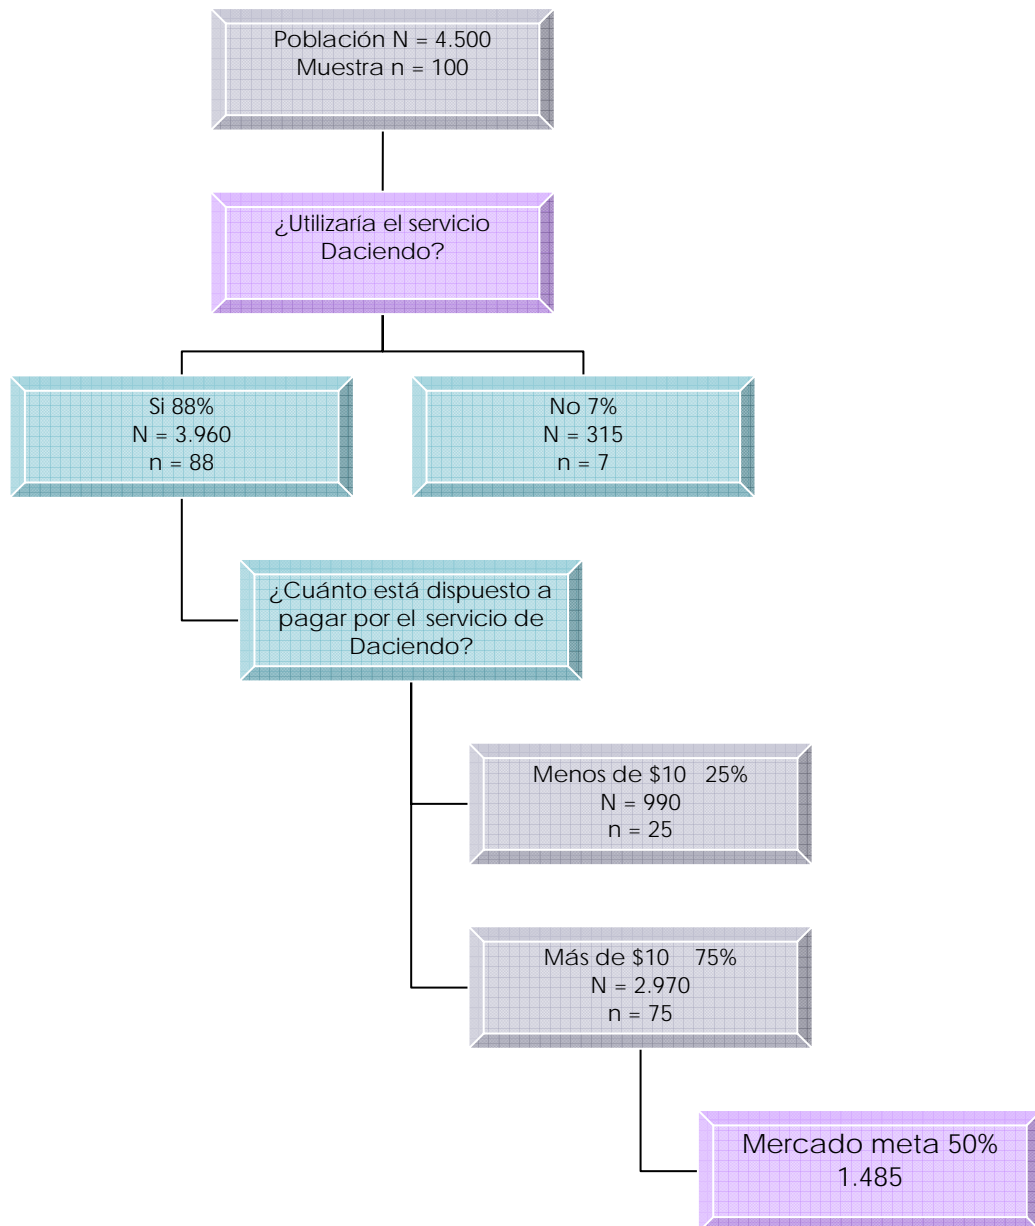 Población N = 4.500
Muestra n = 100
¿Utilizaría el servicio
Daciendo?
Si 88%
N = 3.960
n = 88
No 7%
N = 315
n = 7
¿Cuánto está dispuesto a
pagar por el servicio de
Daciendo?
Menos de $10 25%
N = 990
n = 25
Más de $10 75%
N = 2.970
n = 75
Mercado meta 50%
1.485